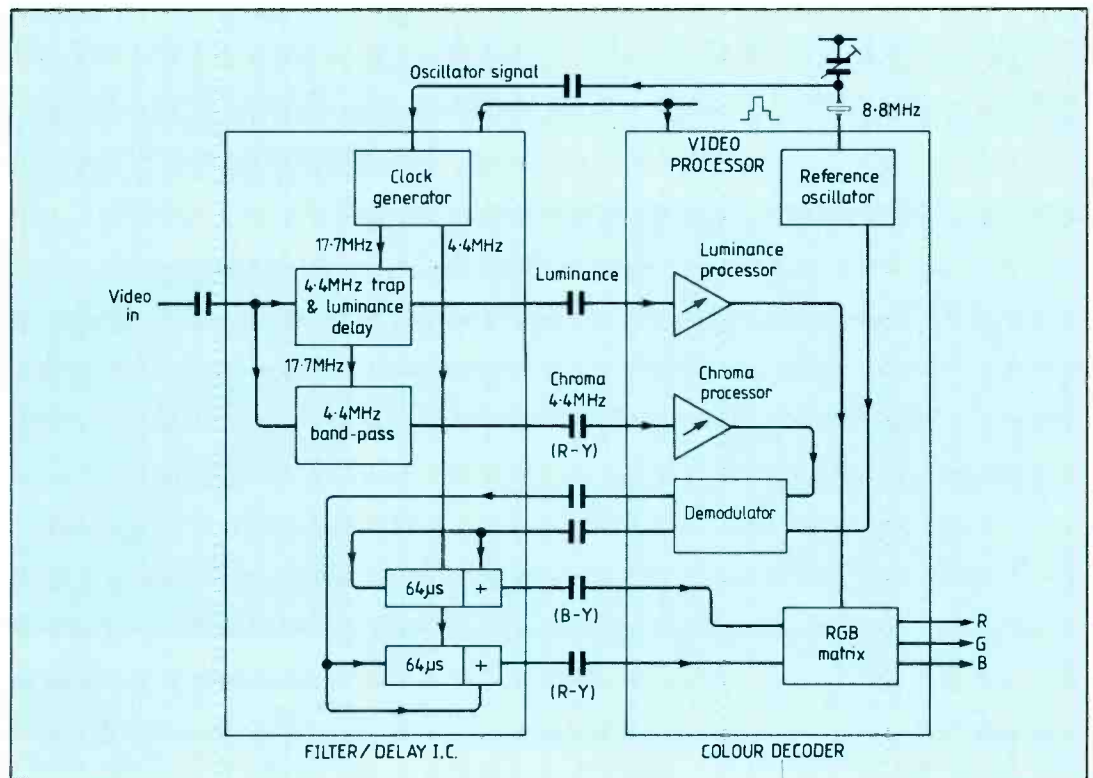 Oscillator signal
8·8MHz
VIDEO
PROCESSOR
Clock
generator
Reference
oscillator
17·7MHz
4·4MHz
Luminance
processor
Video
in
4·4MHz trap
& luminance
delay
Luminance
17·7MHz
4·4MHz
band-pass
Chroma
4·4MHz
(R-Y)
Chroma
processor
Demodulator
64µs
+
(B-Y)
64µs
+
(R-Y)
RGB
matrix
R
G
B
FILTER/DELAY I.C.
COLOUR DECODER